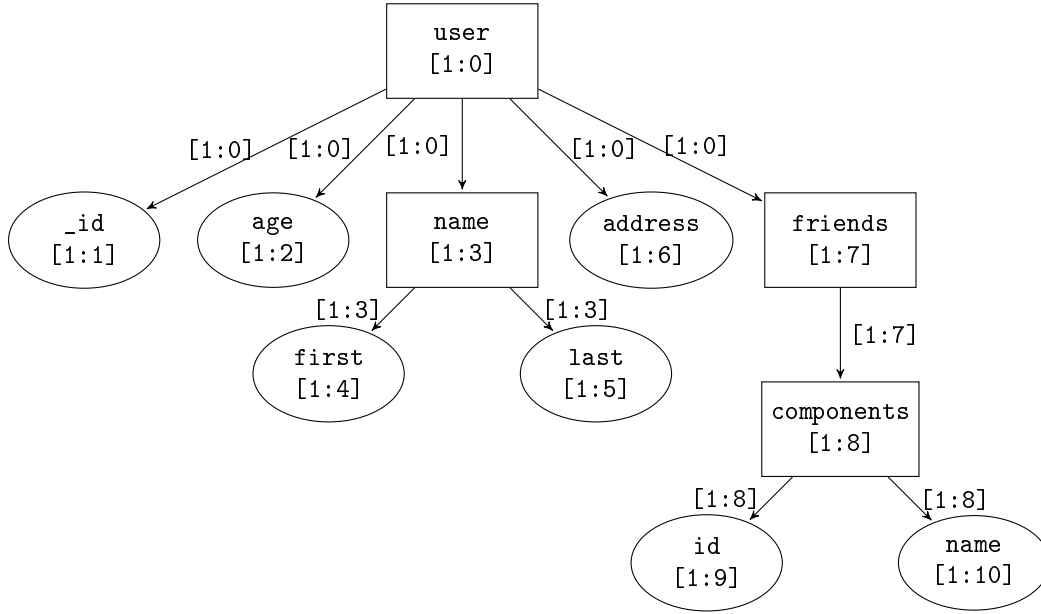 user
[1:0]
[1:0] [1:0] [1:0] [1:0] [1:0]
_id
[1:1]
age
[1:2]
name
[1:3]
address
[1:6]
friends
[1:7]
[1:3] [1:3]
[1:7]
first
[1:4]
last
[1:5]
components
[1:8]
[1:8] [1:8]
id
[1:9]
name
[1:10]